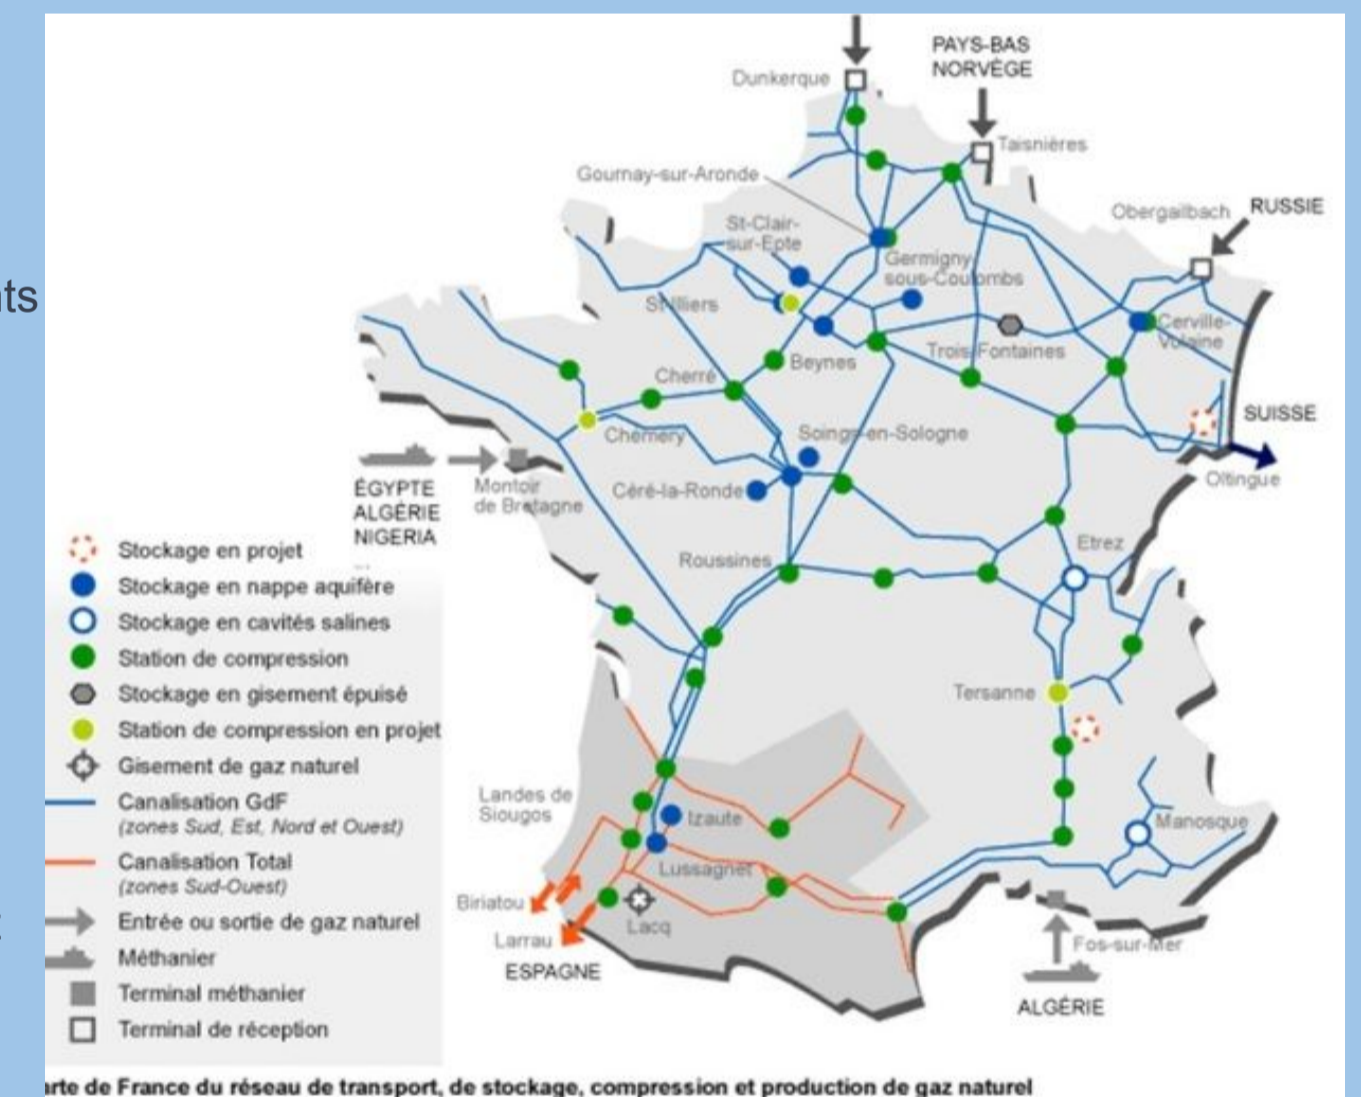 PAYS-BAS
NORVÈGE
Dunkerque
Taisnières
Gournay-sur-Aronde
Obergailbach
RUSSIE
St-Clair-
sur-Epte
Germigny-
sous-Coulombs
nts
St-Illiers
Cerville-
Velaine
Beynes
Trois-Fontaines
Cherré
SUISSE
Chémery
Soings-en-Sologne
Oltingue
ÉGYPTE
ALGÉRIE
NIGERIA
...
Montoir
de Bretagne
Céré-la-Ronde
Etrez
Roussines
Stockage en projet
Stockage en nappe aquifère
Stockage en cavités salines
Station de compression
Stockage en gisement épuisé
Station de compression en projet
Gisement de gaz naturel
Canalisation GdF
(zones Sud, Est, Nord et Ouest)
Canalisation Total
(zones Sud-Ouest)
Entrée ou sortie de gaz naturel
Méthanier
Terminal méthanier
Terminal de réception
Tersanne
Landes de
Siougos
Izaute
Manosque
Lussagnet
Biriatou
Lacq
Larrau
ESPAGNE
Fos-sur-Mer
ALGÉRIE
arte de France du réseau de transport, de stockage, compression et production de gaz naturel